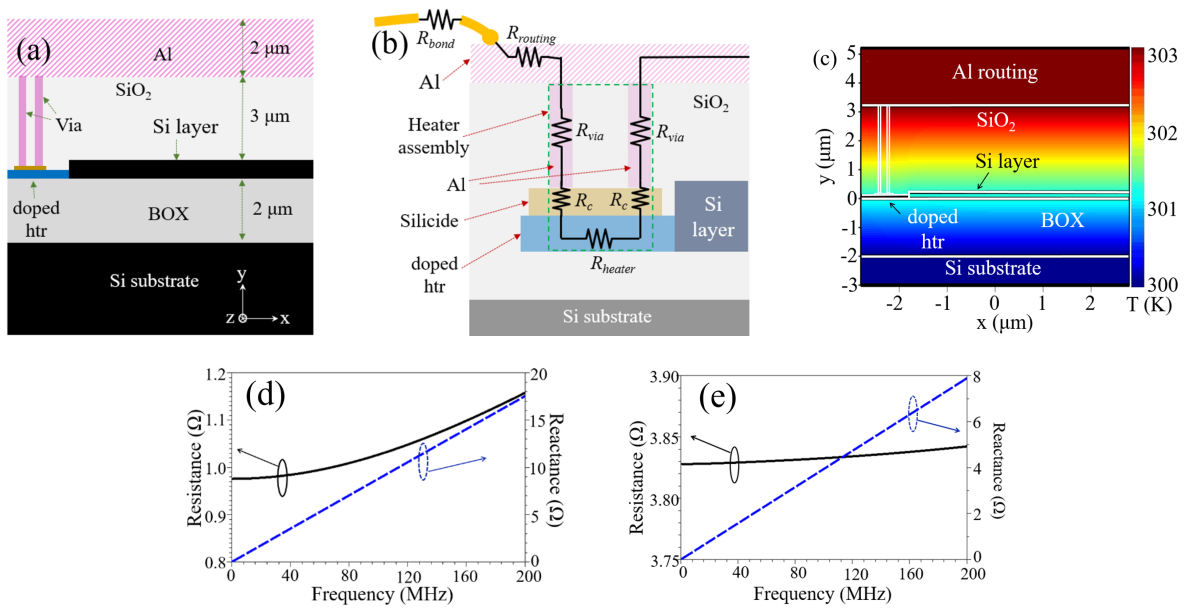 (a)
2 μm
Al
SiO2
Via
3 μm
Si layer
doped
htr
BOX
2 μm
Si substrate
y
z
x
(b)
Rbond
Rrouting
Al
SiO2
Heater
assembly
Rvia
Rvia
Al
Silicide
Rc
Rc
Si
layer
doped
htr
Rheater
Si substrate
(c)
5
4
3
2
1
0
-1
-2
-3
y (μm)
Al routing
SiO2
Si layer
doped
htr
BOX
Si substrate
-2
-1
0
1
2
x (μm)
303
302
301
300
T (K)
(d)
1.2
1.1
1.0
0.9
0.8
Resistance (Ω)
20
15
10
5
0
Reactance
(Ω)
0
40
80
120
160
200
Frequency (MHz)
(e)
3.90
3.85
3.80
3.75
Resistance (Ω)
8
6
4
2
0
Reactance
(Ω)
0
40
80
120
160
200
Frequency (MHz)